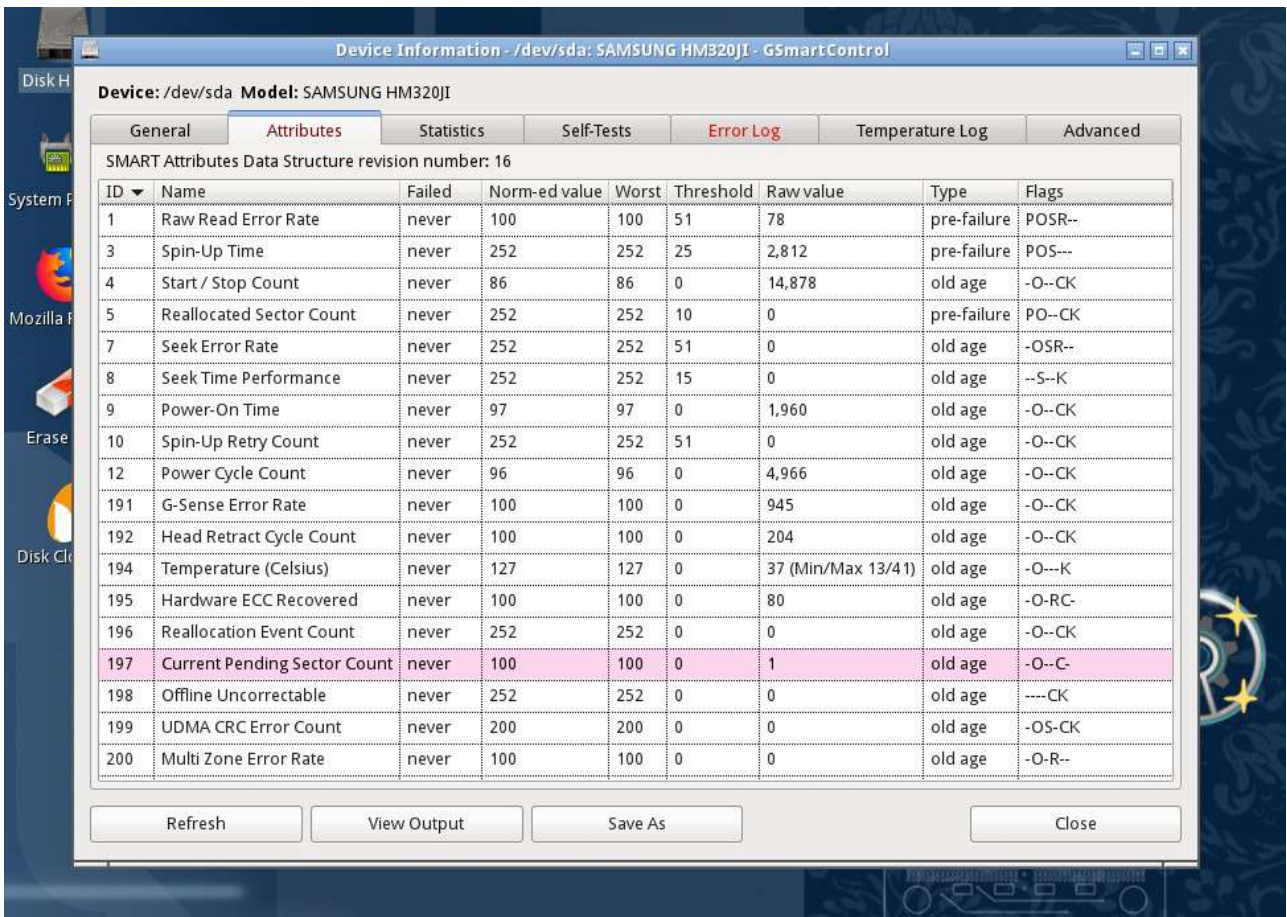 Device Information - /dev/sda: SAMSUNG HM320JI - GSmartControl
Disk H
Device: /dev/sda Model: SAMSUNG HM320JI
General Attributes Statistics Self-Tests Error Log Temperature Log Advanced
SMART Attributes Data Structure revision number: 16
System P
ID Name Failed Norm-ed value Worst Threshold Raw value Type Flags
1 Raw Read Error Rate never 100 100 51 78 pre-failure POSR--
3 Spin-Up Time never 252 252 25 2,812 pre-failure POS---
4 Start / Stop Count never 86 86 0 14,878 old age -O--CK
Mozilla F
5 Reallocated Sector Count never 252 252 10 0 pre-failure PO--CK
7 Seek Error Rate never 252 252 51 0 old age -OSR--
8 Seek Time Performance never 252 252 15 0 old age --S--K
9 Power-On Time never 97 97 0 1,960 old age -O--CK
Erase
10 Spin-Up Retry Count never 252 252 51 0 old age -O--CK
12 Power Cycle Count never 96 96 0 4,966 old age -O--CK
191 G-Sense Error Rate never 100 100 0 945 old age -O--CK
192 Head Retract Cycle Count never 100 100 0 204 old age -O--CK
Disk Clo
194 Temperature (Celsius) never 127 127 0 37 (Min/Max 13/41) old age -O---K
195 Hardware ECC Recovered never 100 100 0 80 old age -O-RC-
196 Reallocation Event Count never 252 252 0 0 old age -O--CK
197 Current Pending Sector Count never 100 100 0 1 old age -O--C-
198 Offline Uncorrectable never 252 252 0 0 old age ----CK
199 UDMA CRC Error Count never 200 200 0 0 old age -OS-CK
200 Multi Zone Error Rate never 100 100 0 0 old age -O-R--
Refresh View Output Save As Close